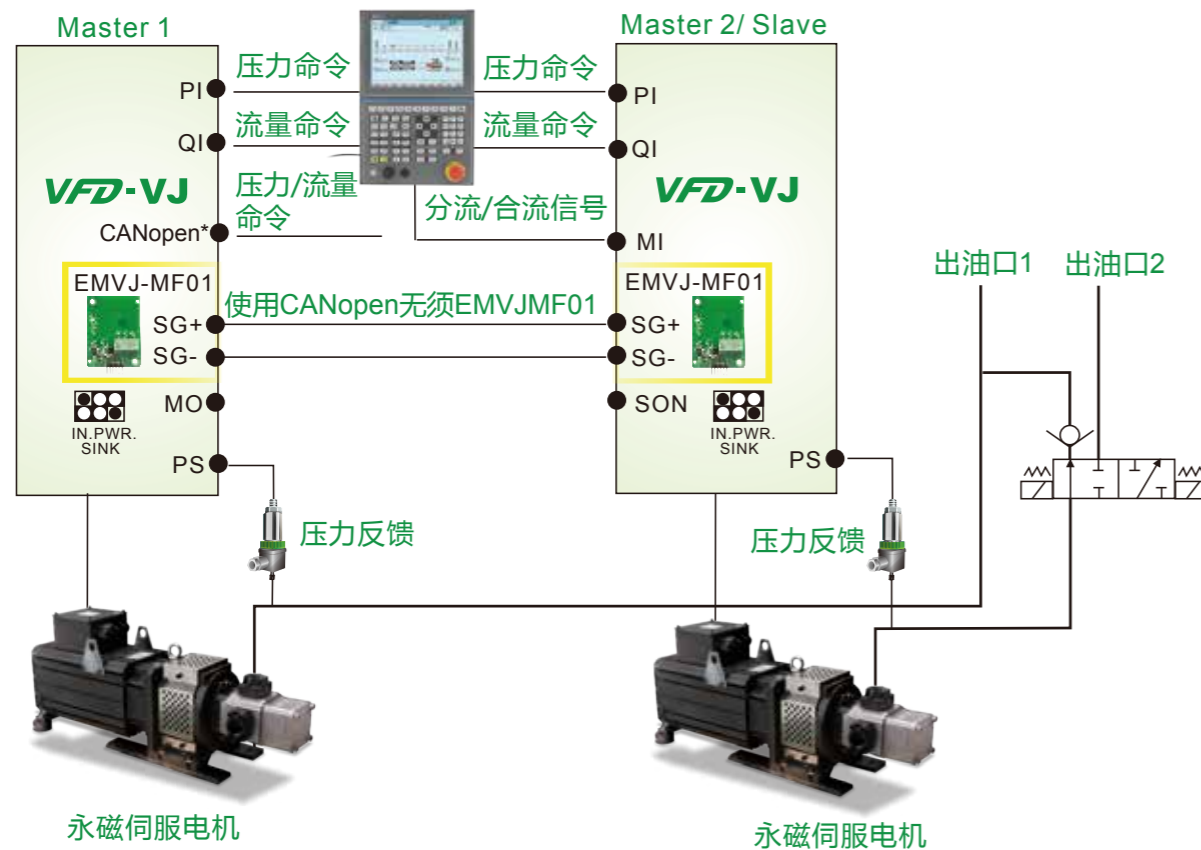 Master 1
Master 2/ Slave
PI
压力命令
压力命令
PI
QI
流量命令
流量命令
QI
VFD-VJ
VFD-VJ
压力/流量
命令
分流/合流信号
CANopen*
MI
出油口1
出油口2
EMVJ-MF01
EMVJ-MF01
使用CANopen无须EMVJMF01
SG+
SG+
SG-
SG-
MO
SON
IN.PWR.
SINK
IN.PWR.
SINK
PS
PS
压力反馈
压力反馈
永磁伺服电机
永磁伺服电机